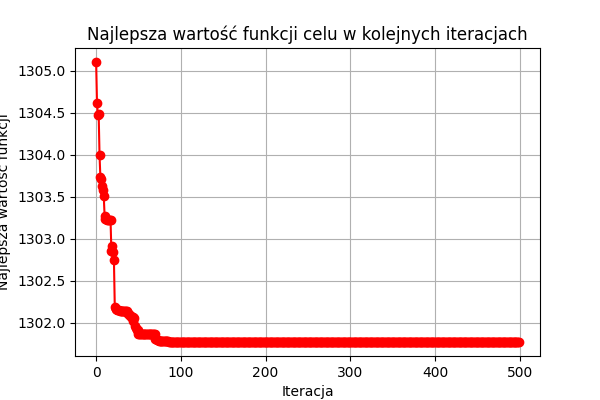 Najlepsza wartość funkcji celu w kolejnych iteracjach
1305.0
1304.5
1304.0
1303.5
1303.0
1302.5
1302.0
Najlepsza wartość funkcji
0 100 200 300 400 500
Iteracja